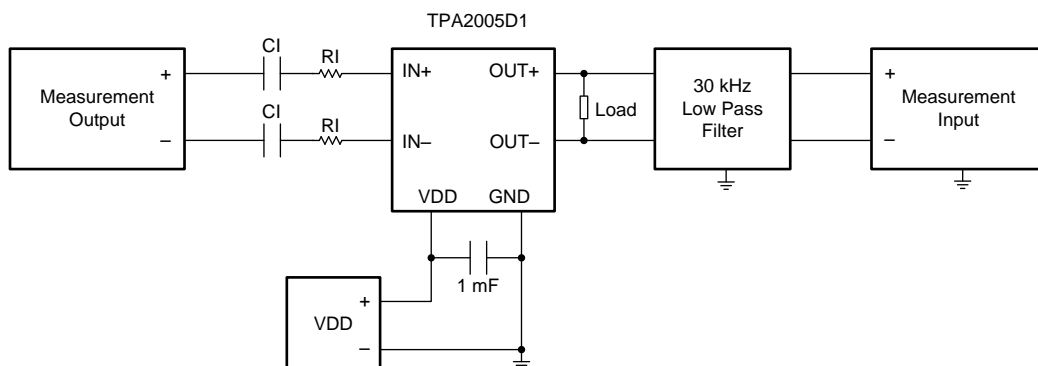 TPA2005D1
CI
RI
+
Measurement
Output
–
CI
RI
IN+
OUT+
IN–
OUT–
VDD
GND
Load
30 kHz
Low Pass
Filter
+
Measurement
Input
–
1 mF
+
VDD
–